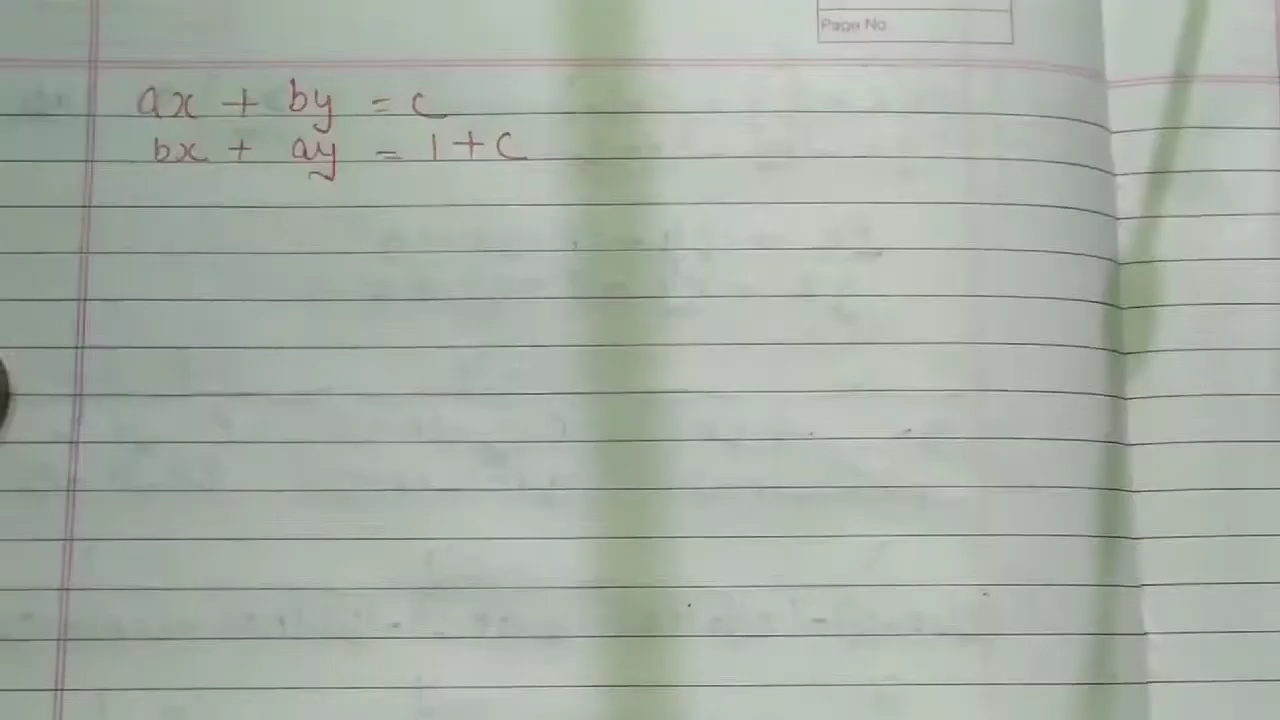 Page No
ax + by = c
bx + ay = 1 + c